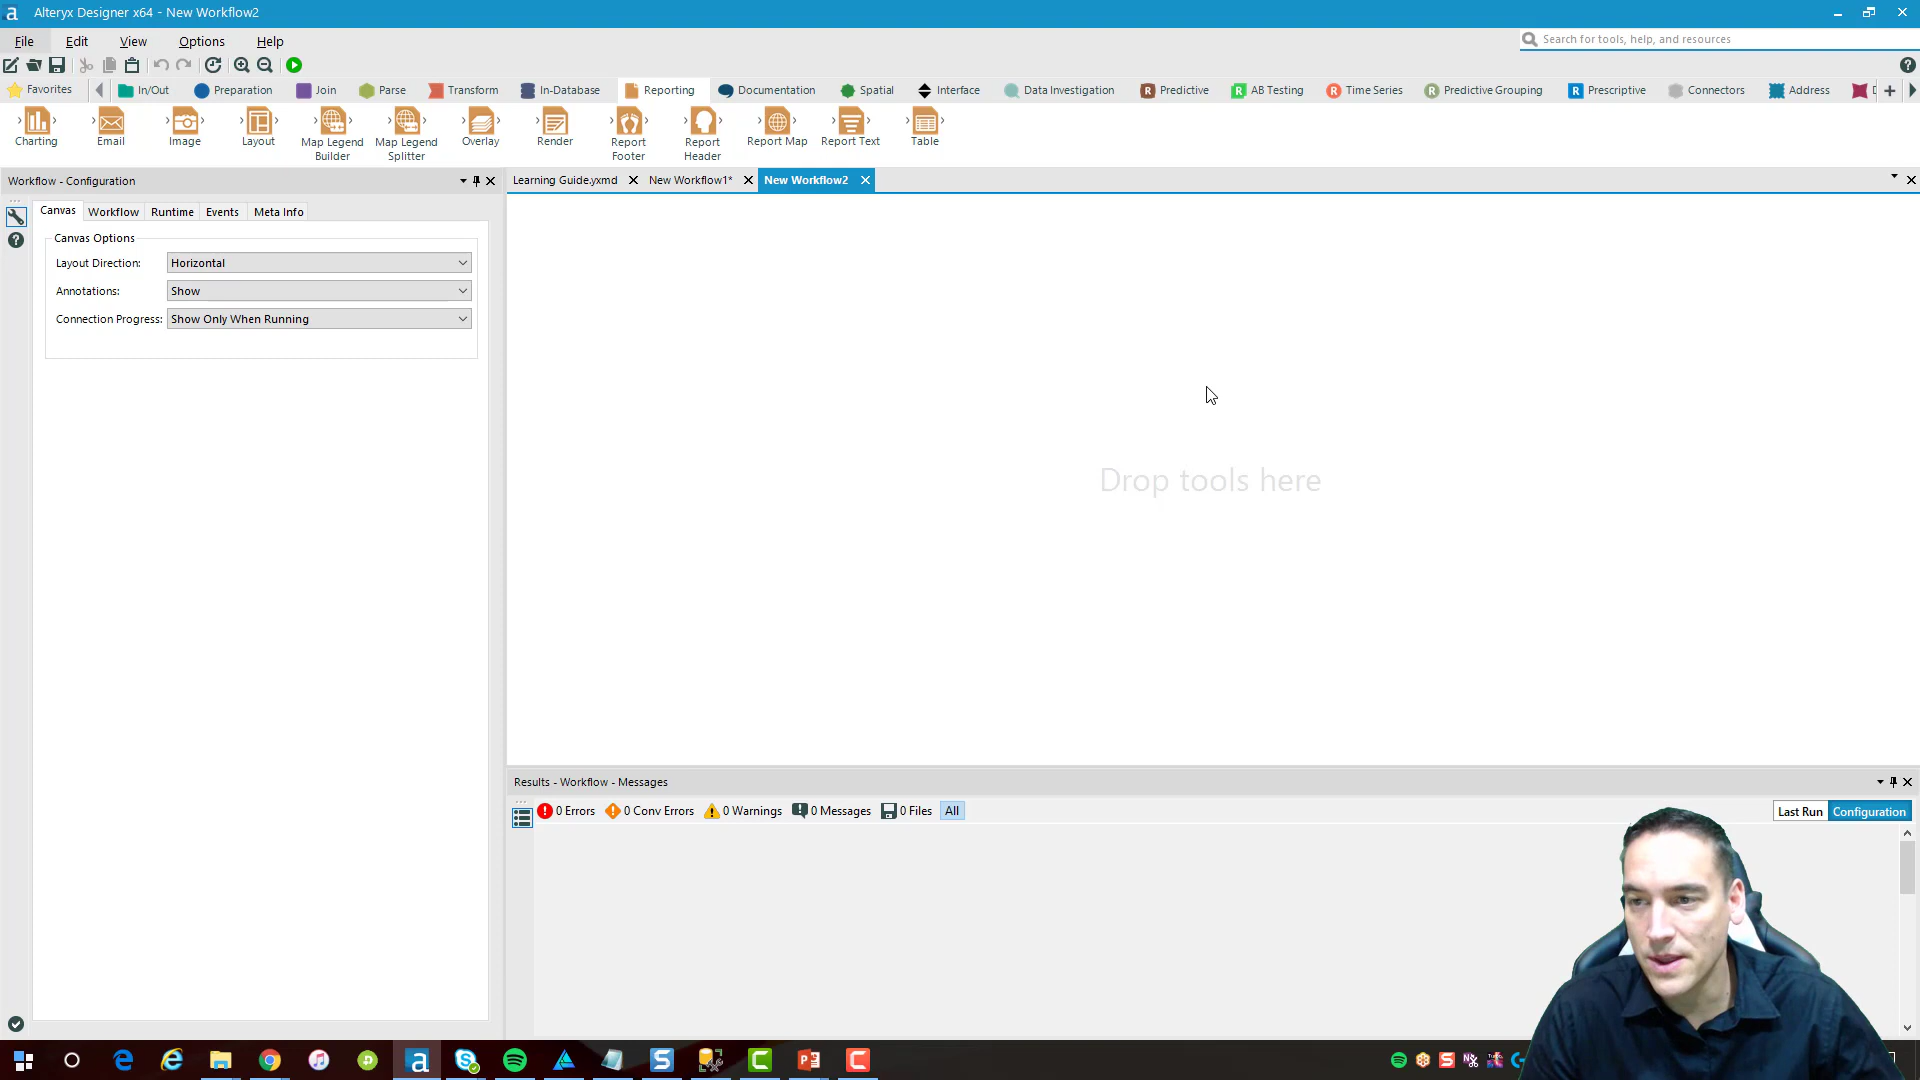 Alteryx Designer x64 - New Workflow2
File Edit View Options Help
Search for tools, help, and resources
Favorites In/Out Preparation Join Parse Transform In-Database Reporting Documentation Spatial Interface Data Investigation Predictive AB Testing Time Series Predictive Grouping Prescriptive Connectors Address
Charting Email Image Layout Map Legend Builder Map Legend Splitter Overlay Render Report Footer Report Header Report Map Report Text Table
Workflow - Configuration
Learning Guide.yxmd New Workflow1* New Workflow2
Canvas Workflow Runtime Events Meta Info
Canvas Options
Layout Direction: Horizontal
Annotations: Show
Connection Progress: Show Only When Running
Drop tools here
Results - Workflow - Messages
0 Errors 0 Conv Errors 0 Warnings 0 Messages 0 Files All
Last Run Configuration